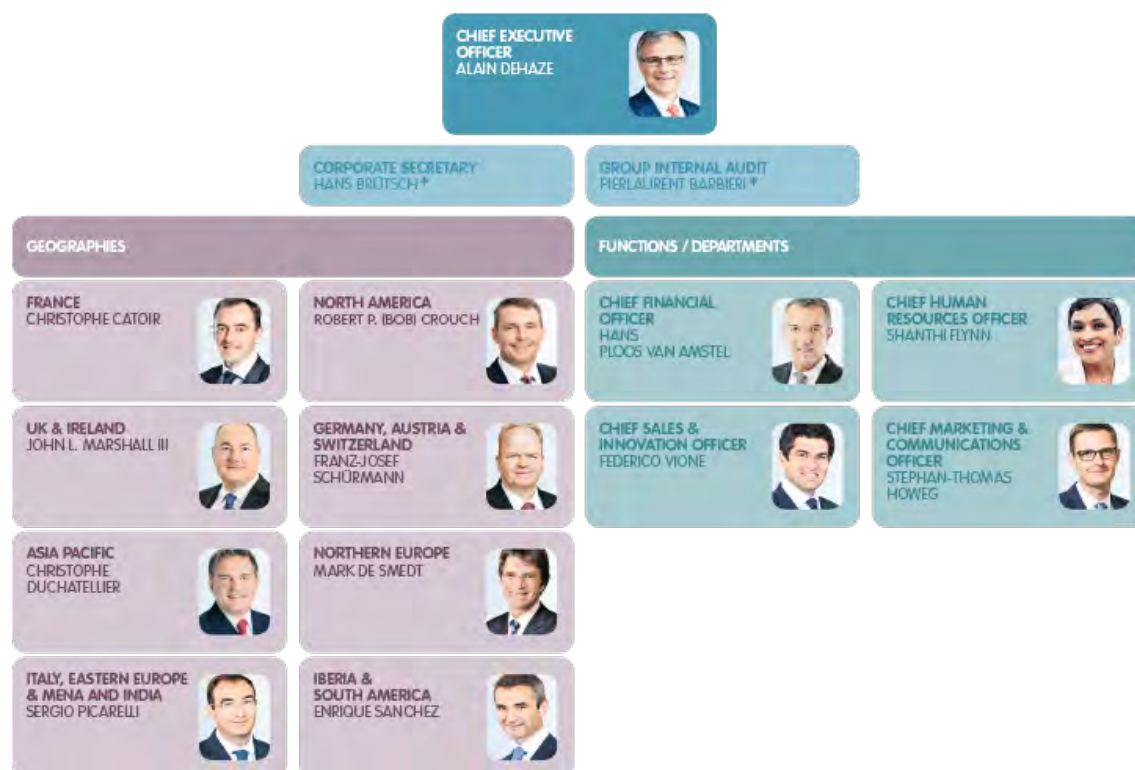 CHIEF EXECUTIVE
OFFICER
ALAIN DEHAZE
CORPORATE SECRETARY
HANS BRÜTSCH*
GROUP INTERNAL AUDIT
PIERLAURENT BARBIERI*
GEOGRAPHIES
FUNCTIONS / DEPARTMENTS
FRANCE
CHRISTOPHE CATOIR
NORTH AMERICA
ROBERT P. (BOB) CROUCH
CHIEF FINANCIAL
OFFICER
HANS
PLOOS VAN AMSTEL
CHIEF HUMAN
RESOURCES OFFICER
SHANTHI FLYNN
UK & IRELAND
JOHN L. MARSHALL III
GERMANY, AUSTRIA &
SWITZERLAND
FRANZ-JOSEF
SCHÜRMANN
CHIEF SALES &
INNOVATION OFFICER
FEDERICO VIONE
CHIEF MARKETING &
COMMUNICATIONS
OFFICER
STEPHAN-THOMAS
HOWEG
ASIA PACIFIC
CHRISTOPHE
DUCHATELLIER
NORTHERN EUROPE
MARK DE SMEDT
ITALY, EASTERN EUROPE
& MENA AND INDIA
SERGIO PICARELLI
IBERIA &
SOUTH AMERICA
ENRIQUE SANCHEZ